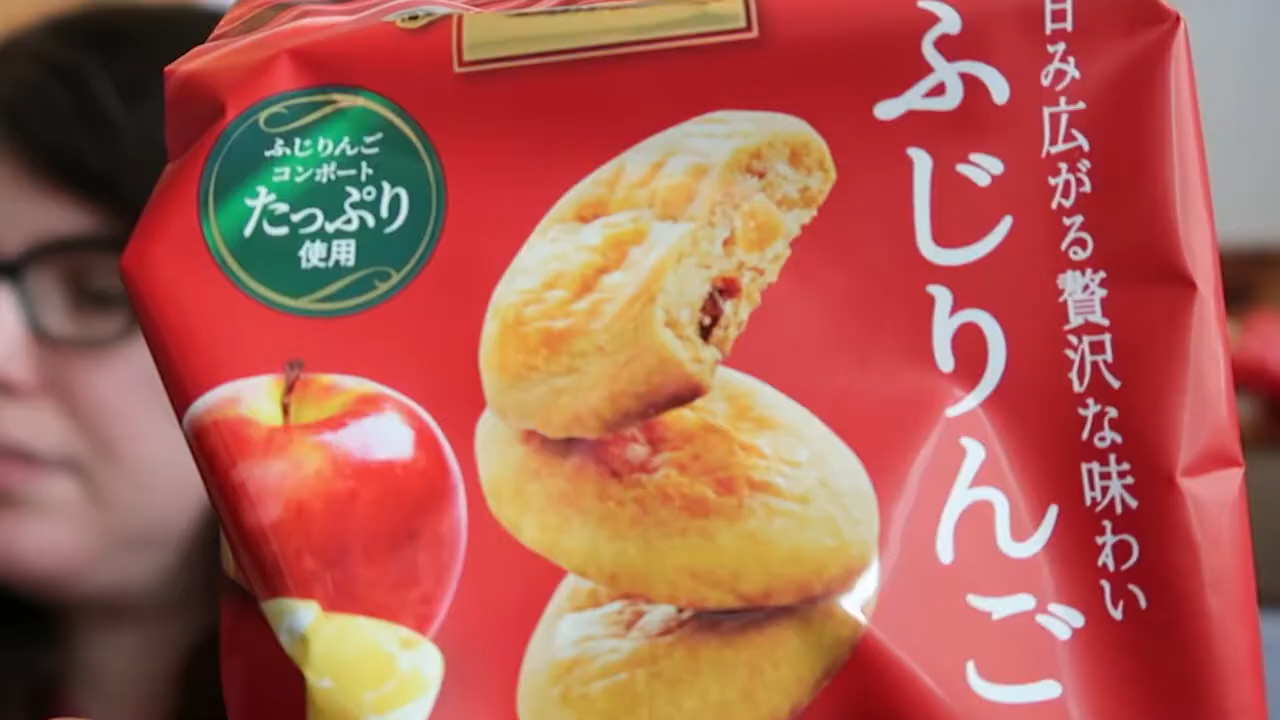 甘み広がる贅沢な味わい
ふじりんご
ふじりんご
コンポート
たっぷり
使用